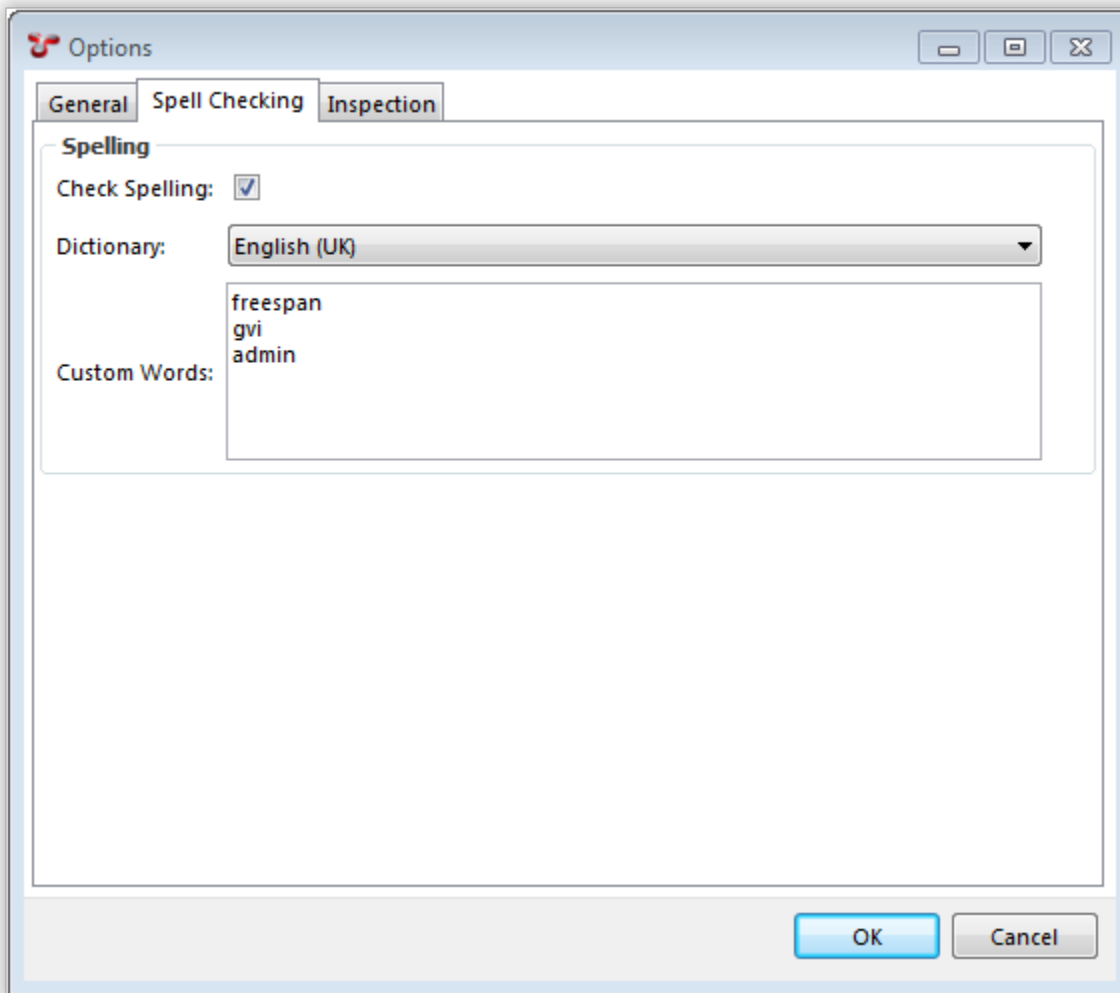 Options
General Spell Checking Inspection
Spelling
Check Spelling:
Dictionary: English (UK)
Custom Words:
freespan
gvi
admin
OK Cancel